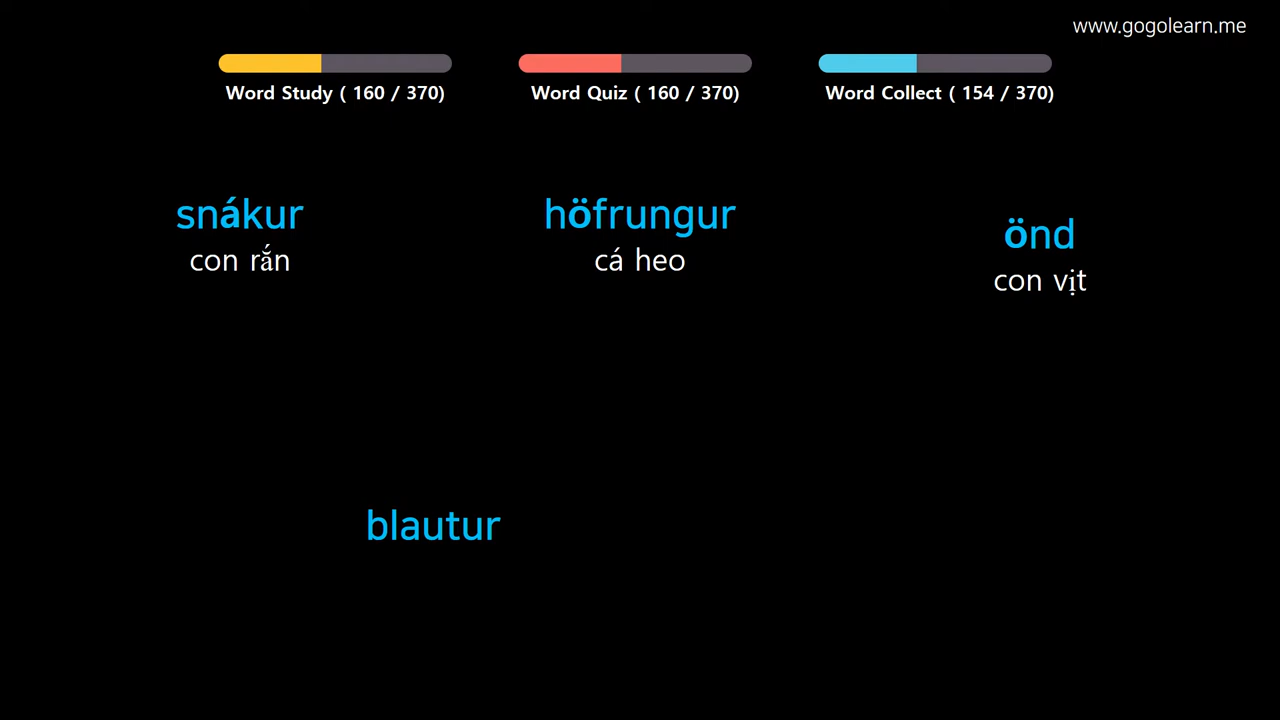 www.gogolearn.me
Word Study ( 160 / 370)
Word Quiz ( 160 / 370)
Word Collect ( 154 / 370)
snákur
con rắn
höfrungur
cá heo
önd
con vịt
blautur